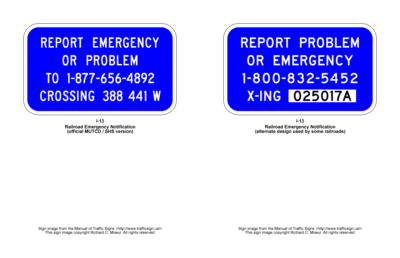 REPORT EMERGENCY
OR PROBLEM
TO 1-877-656-4892
CROSSING 388 441 W
I-13
Railroad Emergency Notification
(official MUTCD / SHS version)
Sign image from the Manual of Traffic Signs <http://www.trafficsign.us/>
This sign image copyright Richard C. Moeur. All rights reserved.
REPORT PROBLEM
OR EMERGENCY
1-800-832-5452
X-ING 025017A
I-13
Railroad Emergency Notification
(alternate design used by some railroads)
Sign image from the Manual of Traffic Signs <http://www.trafficsign.us/>
This sign image copyright Richard C. Moeur. All rights reserved.